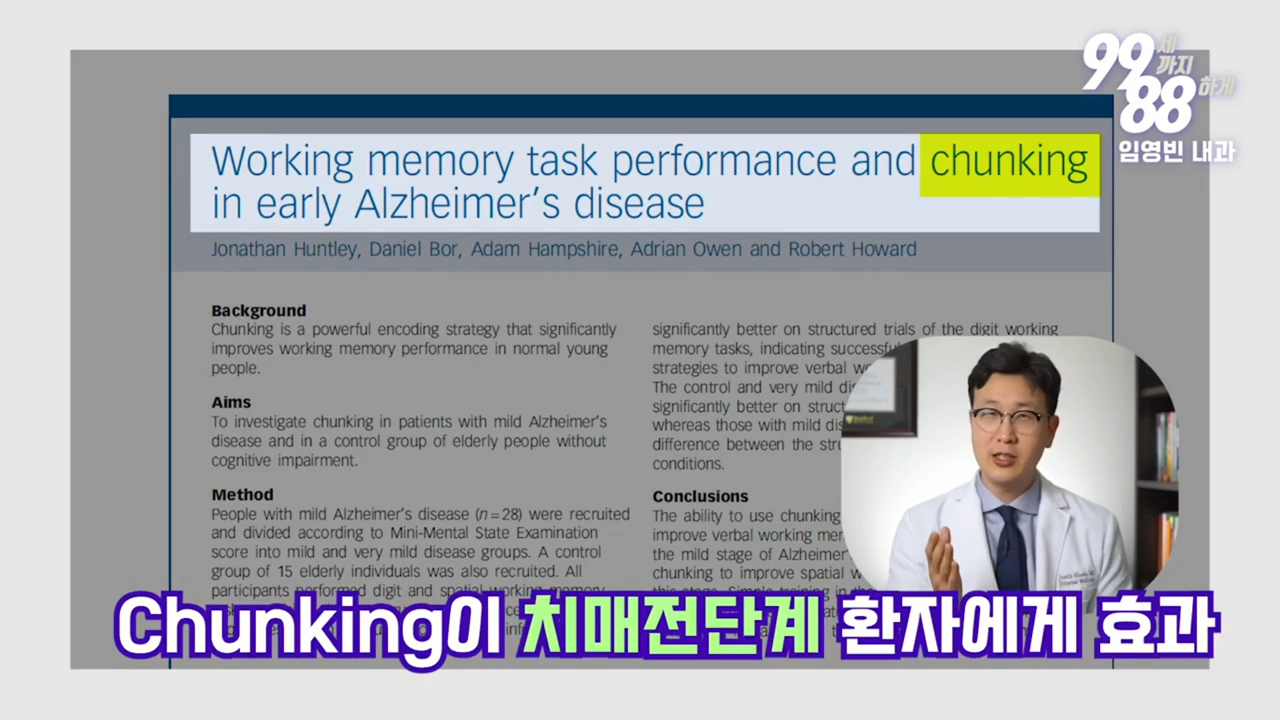 99세
까지
88하게
임영빈 내과
Working memory task performance and chunking
in early Alzheimer's disease
Jonathan Huntley, Daniel Bor, Adam Hampshire, Adrian Owen and Robert Howard
Background
Chunking is a powerful encoding strategy that significantly
improves working memory performance in normal young
people.
Aims
To investigate chunking in patients with mild Alzheimer's
disease and in a control group of elderly people without
cognitive impairment.
Method
People with mild Alzheimer's disease (n=28) were recruited
and divided according to Mini-Mental State Examination
score into mild and very mild disease groups. A control
group of 15 elderly individuals was also recruited. All
participants performed digit and spatial working memory
significantly better on structured trials of the digit working
memory tasks, indicating
strategies to improve verbal
The control and very mild
significantly better on
whereas those with mild
difference between the
conditions.
Conclusions
The ability to use chunking
improve verbal working
the mild stage of
chunking to improve spatial
Chunking이 치매전단계 환자에게 효과